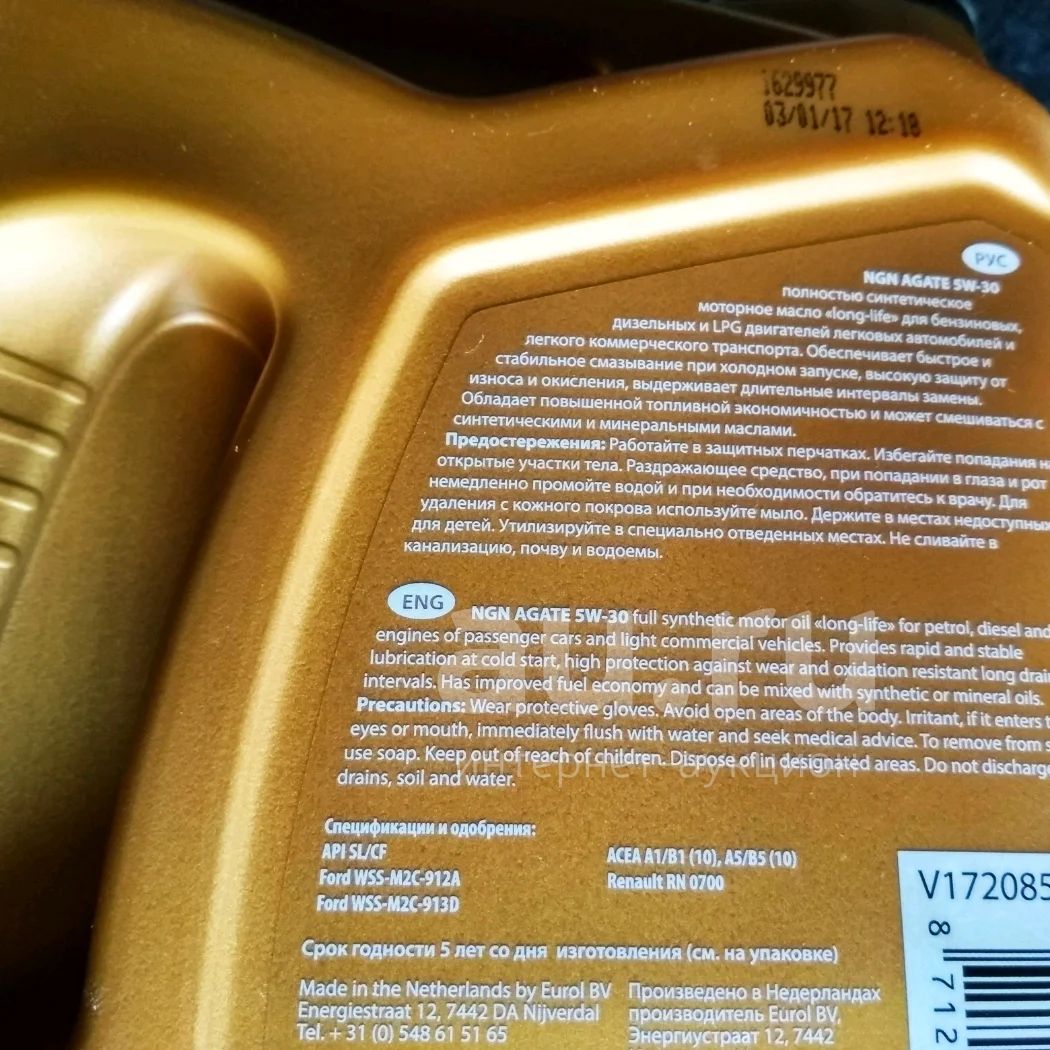 1629977
03/01/17 12:18
РУС
NGN AGATE 5W-30
полностью синтетическое
моторное масло «long-life» для бензиновых,
дизельных и LPG двигателей легковых автомобилей и
легкого коммерческого транспорта. Обеспечивает быстрое и
стабильное смазывание при холодном запуске, высокую защиту от
износа и окисления, выдерживает длительные интервалы замены.
Обладает повышенной топливной экономичностью и может смешиваться с
синтетическими и минеральными маслами.
Предостережения: Работайте в защитных перчатках. Избегайте попадания на
открытые участки тела. Раздражающее средство, при попадании в глаза и рот
немедленно промойте водой и при необходимости обратитесь к врачу. Для
удаления с кожного покрова используйте мыло. Держите в местах недоступных
для детей. Утилизируйте в специально отведенных местах. Не сливайте в
канализацию, почву и водоемы.
ENG NGN AGATE 5W-30 full synthetic motor oil «long-life» for petrol, diesel and
engines of passenger cars and light commercial vehicles. Provides rapid and stable
lubrication at cold start, high protection against wear and oxidation resistant long drain
intervals. Has improved fuel economy and can be mixed with synthetic or mineral oils.
Precautions: Wear protective gloves. Avoid open areas of the body. Irritant, if it enters
eyes or mouth, immediately flush with water and seek medical advice. To remove from
use soap. Keep out of reach of children. Dispose of in designated areas. Do not discharge
drains, soil and water.
au.ru
интернет-аукцион
Спецификации и одобрения:
API SL/CF
Ford WSS-M2C-912A
Ford WSS-M2C-913D
ACEA A1/B1 (10), A5/B5 (10)
Renault RN 0700
V172085
8 712
Срок годности 5 лет со дня изготовления (см. на упаковке)
Made in the Netherlands by Eurol BV
Energiestraat 12, 7442 DA Nijverdal
Tel. + 31 (0) 548 61 51 65
Произведено в Недерландах
производитель Eurol BV,
Энергиустраат 12, 7442